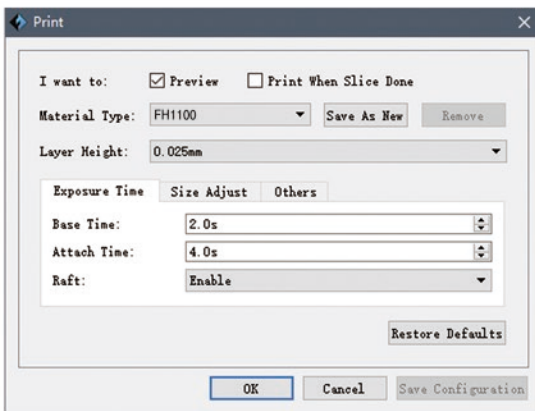 Print
I want to: Preview Print When Slice Done
Material Type: FH1100 Save As New Remove
Layer Height: 0.025mm
Exposure Time Size Adjust Others
Base Time: 2.0s
Attach Time: 4.0s
Raft: Enable
Restore Defaults
OK Cancel Save Configuration